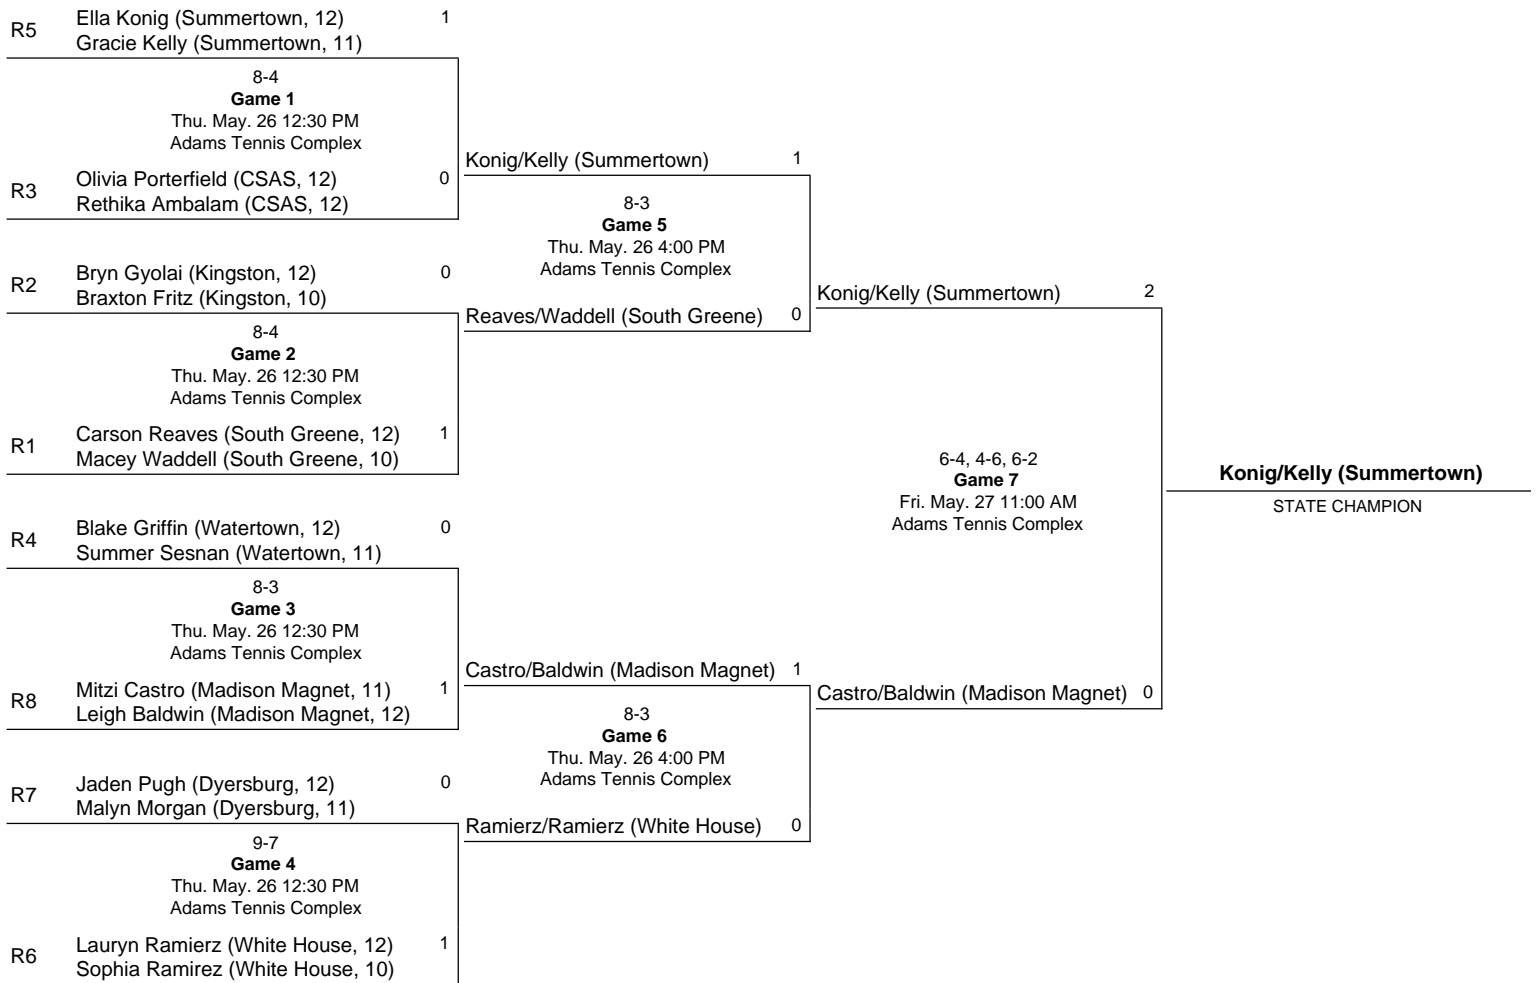 R5
Ella Konig (Summertown, 12) 1
Gracie Kelly (Summertown, 11)
8-4
Game 1
Thu. May. 26 12:30 PM
Adams Tennis Complex
R3
Olivia Porterfield (CSAS, 12) 0
Rethika Ambalam (CSAS, 12)
R2
Bryn Gyolai (Kingston, 12) 0
Braxton Fritz (Kingston, 10)
8-4
Game 2
Thu. May. 26 12:30 PM
Adams Tennis Complex
R1
Carson Reaves (South Greene, 12) 1
Macey Waddell (South Greene, 10)
R4
Blake Griffin (Watertown, 12) 0
Summer Sesnan (Watertown, 11)
8-3
Game 3
Thu. May. 26 12:30 PM
Adams Tennis Complex
R8
Mitzi Castro (Madison Magnet, 11) 1
Leigh Baldwin (Madison Magnet, 12)
R7
Jaden Pugh (Dyersburg, 12) 0
Malyn Morgan (Dyersburg, 11)
9-7
Game 4
Thu. May. 26 12:30 PM
Adams Tennis Complex
R6
Lauryn Ramierz (White House, 12) 1
Sophia Ramirez (White House, 10)
Konig/Kelly (Summertown) 1
8-3
Game 5
Thu. May. 26 4:00 PM
Adams Tennis Complex
Reaves/Waddell (South Greene) 0
Castro/Baldwin (Madison Magnet) 1
8-3
Game 6
Thu. May. 26 4:00 PM
Adams Tennis Complex
Ramierz/Ramierz (White House) 0
Konig/Kelly (Summertown) 2
6-4, 4-6, 6-2
Game 7
Fri. May. 27 11:00 AM
Adams Tennis Complex
Castro/Baldwin (Madison Magnet) 0
Konig/Kelly (Summertown)
STATE CHAMPION